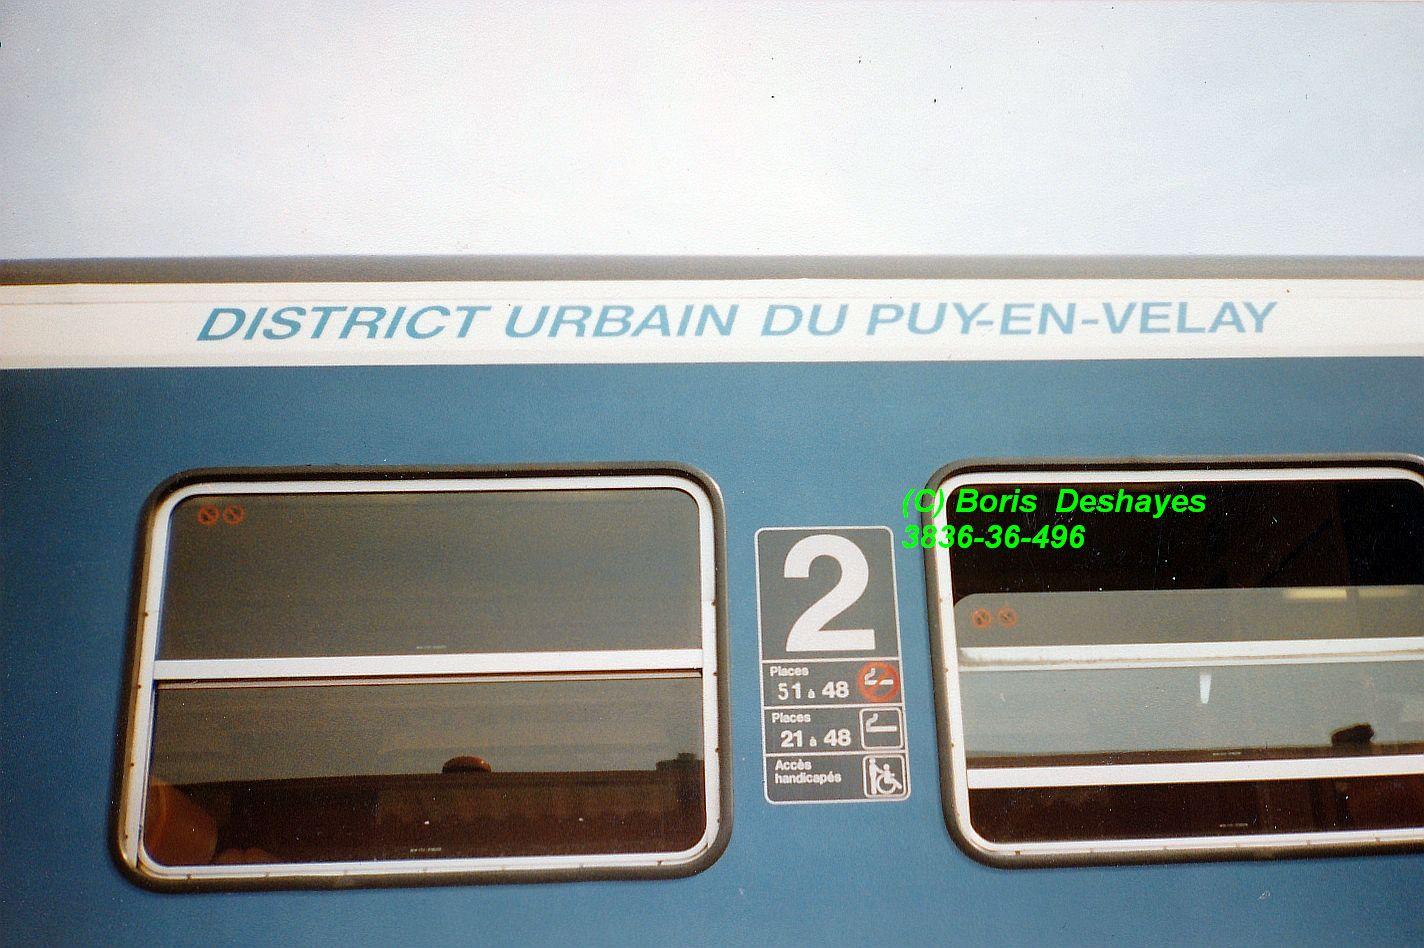 DISTRICT URBAIN DU PUY-EN-VELAY
(C) Boris Deshayes
3836-36-496
2
Places
51 à 48
Places
21 à 48
Accès
handicapés